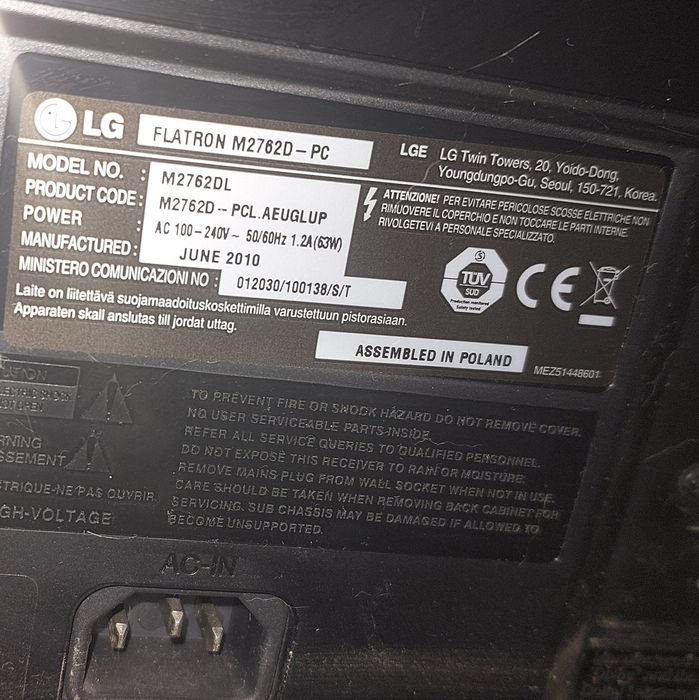 LG
FLATRON M2762D-PC
LGE LG Twin Towers, 20, Yoido-Dong,
Youngdungpo-Gu, Seoul, 150-721, Korea.
MODEL NO. : M2762DL
PRODUCT CODE : M2762D--PCL.AEUGLUP
POWER : AC 100-240V~ 50/60Hz 1.2A(63W)
MANUFACTURED : JUNE 2010
MINISTERO COMUNICAZIONI NO : 012030/100138/S/T
ATTENZIONE! PER EVITARE PERICOLOSE SCOSSE ELETTRICHE NON
RIMUOVERE IL COPERCHIO E NON TOCCARE LE PARTI INTERNE.
RIVOLGETEVI A PERSONALE SPECIALIZZATO.
TÜV
SÜD
Production monitored
Safety tested
CE
Laite on liitettävä suojamaadoituskoskettimilla varustettuun pistorasiaan.
Apparaten skall anslutas till jordat uttag.
ASSEMBLED IN POLAND
MEZ51448601
TO PREVENT FIRE OR SHOCK HAZARD DO NOT REMOVE COVER.
NO USER SERVICEABLE PARTS INSIDE.
REFER ALL SERVICE QUERIES TO QUALIFIED PERSONNEL.
DO NOT EXPOSE THIS RECEIVER TO RAIN OR MOISTURE.
REMOVE MAINS PLUG FROM WALL SOCKET WHEN NOT IN USE.
CARE SHOULD BE TAKEN WHEN REMOVING BACK CABINET FOR
SERVICING. SUB CHASSIS MAY BE DAMAGED IF ALLOWED TO
BECOME UNSUPPORTED.
TRIQUE-NE PAS OUVRIR.
GH-VOLTAGE
AC-IN